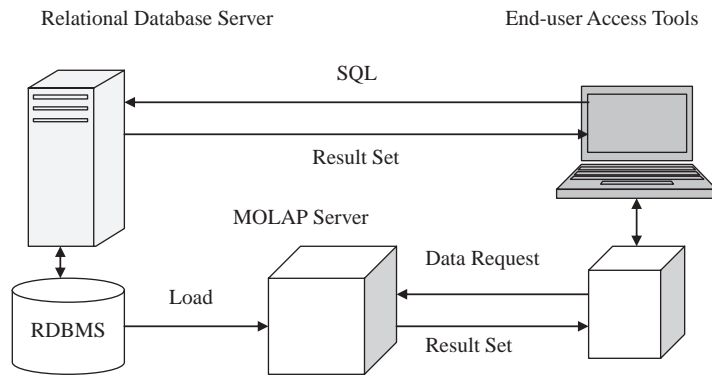 Relational Database Server
End-user Access Tools
SQL
Result Set
MOLAP Server
Data Request
Load
RDBMS
Result Set